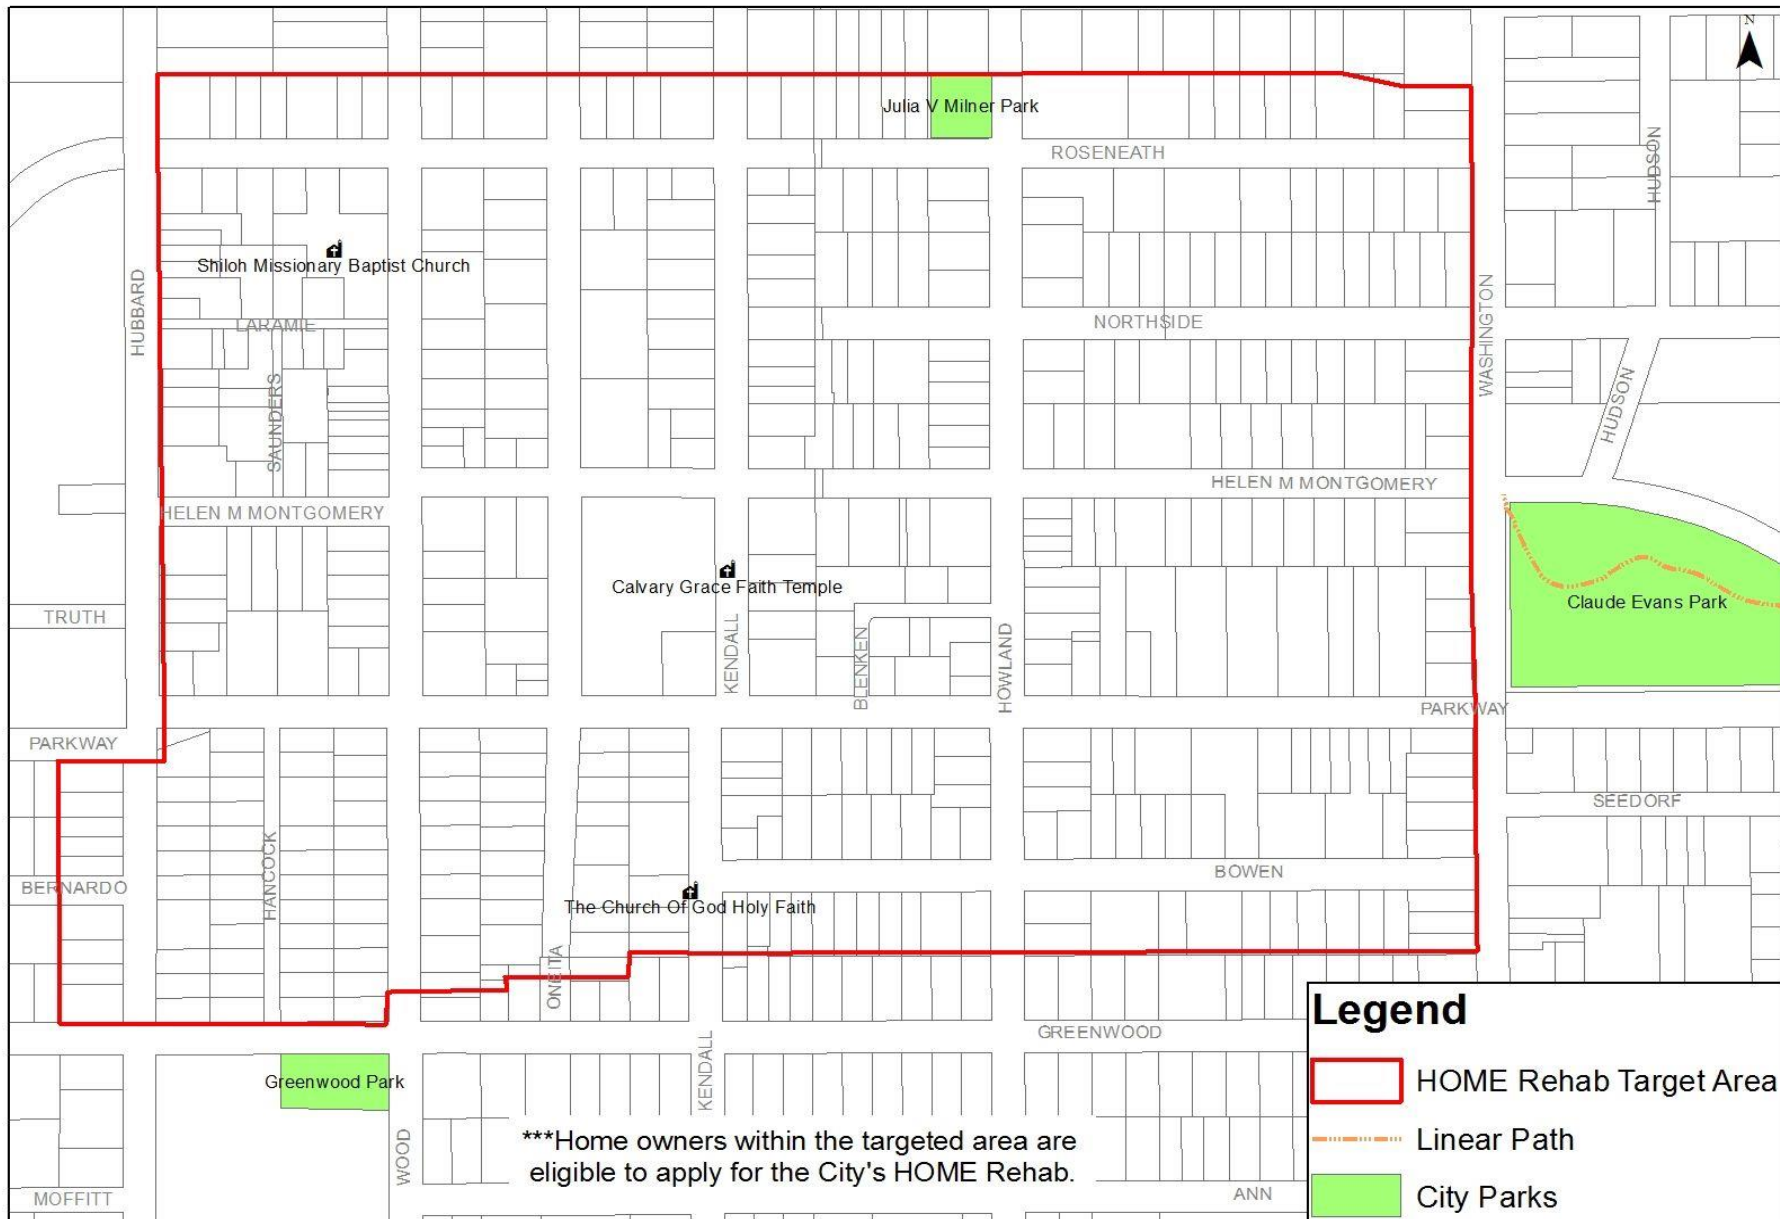 N
Julia V Milner Park
ROSENEATH
HUDSON
Shiloh Missionary Baptist Church
HUBBARD
LARAMIE
NORTHSIDE
WASHINGTON
SAUNDERS
HUDSON
HELEN M MONTGOMERY
HELEN M MONTGOMERY
Calvary Grace Faith Temple
Claude Evans Park
TRUTH
KENDALL
BLENKEN
HOWLAND
PARKWAY
PARKWAY
SEEDORF
BERNARDO
HANCOCK
BOWEN
The Church Of God Holy Faith
ONEITA
GREENWOOD
KENDALL
Greenwood Park
WOOD
MOFFITT
ANN
***Home owners within the targeted area are
eligible to apply for the City's HOME Rehab.
Legend
HOME Rehab Target Area
Linear Path
City Parks